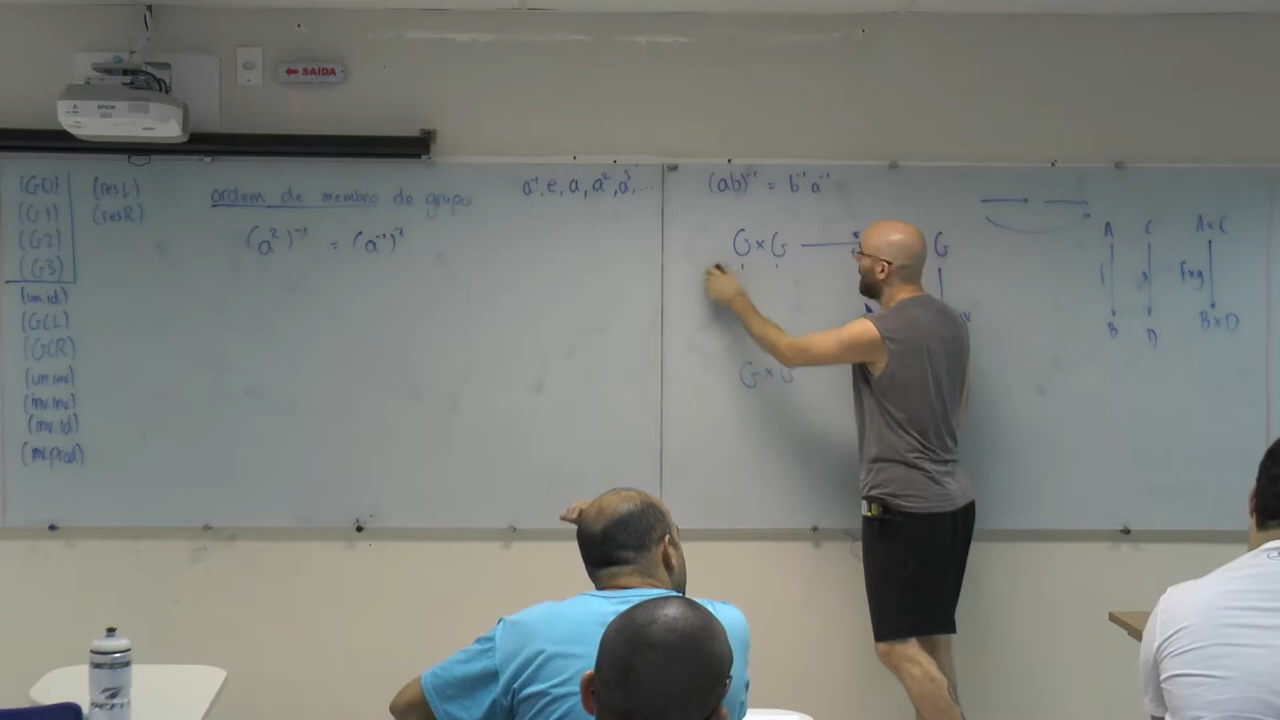 EPSON
← SAÍDA
(G0)
(G1)
(G2)
(G3)
(un.id)
(GCL)
(GCR)
(un.inv)
(inv.inv)
(inv.id)
(inv.prod)
(resL)
(resR)
ordem de membro de grupo
(a²)⁻¹ = (a⁻¹)²
a⁻¹, e, a, a², a³, ...
(ab)⁻¹ = b⁻¹a⁻¹
G×G
G
G×G
A C A×C
f×g
B D B×D